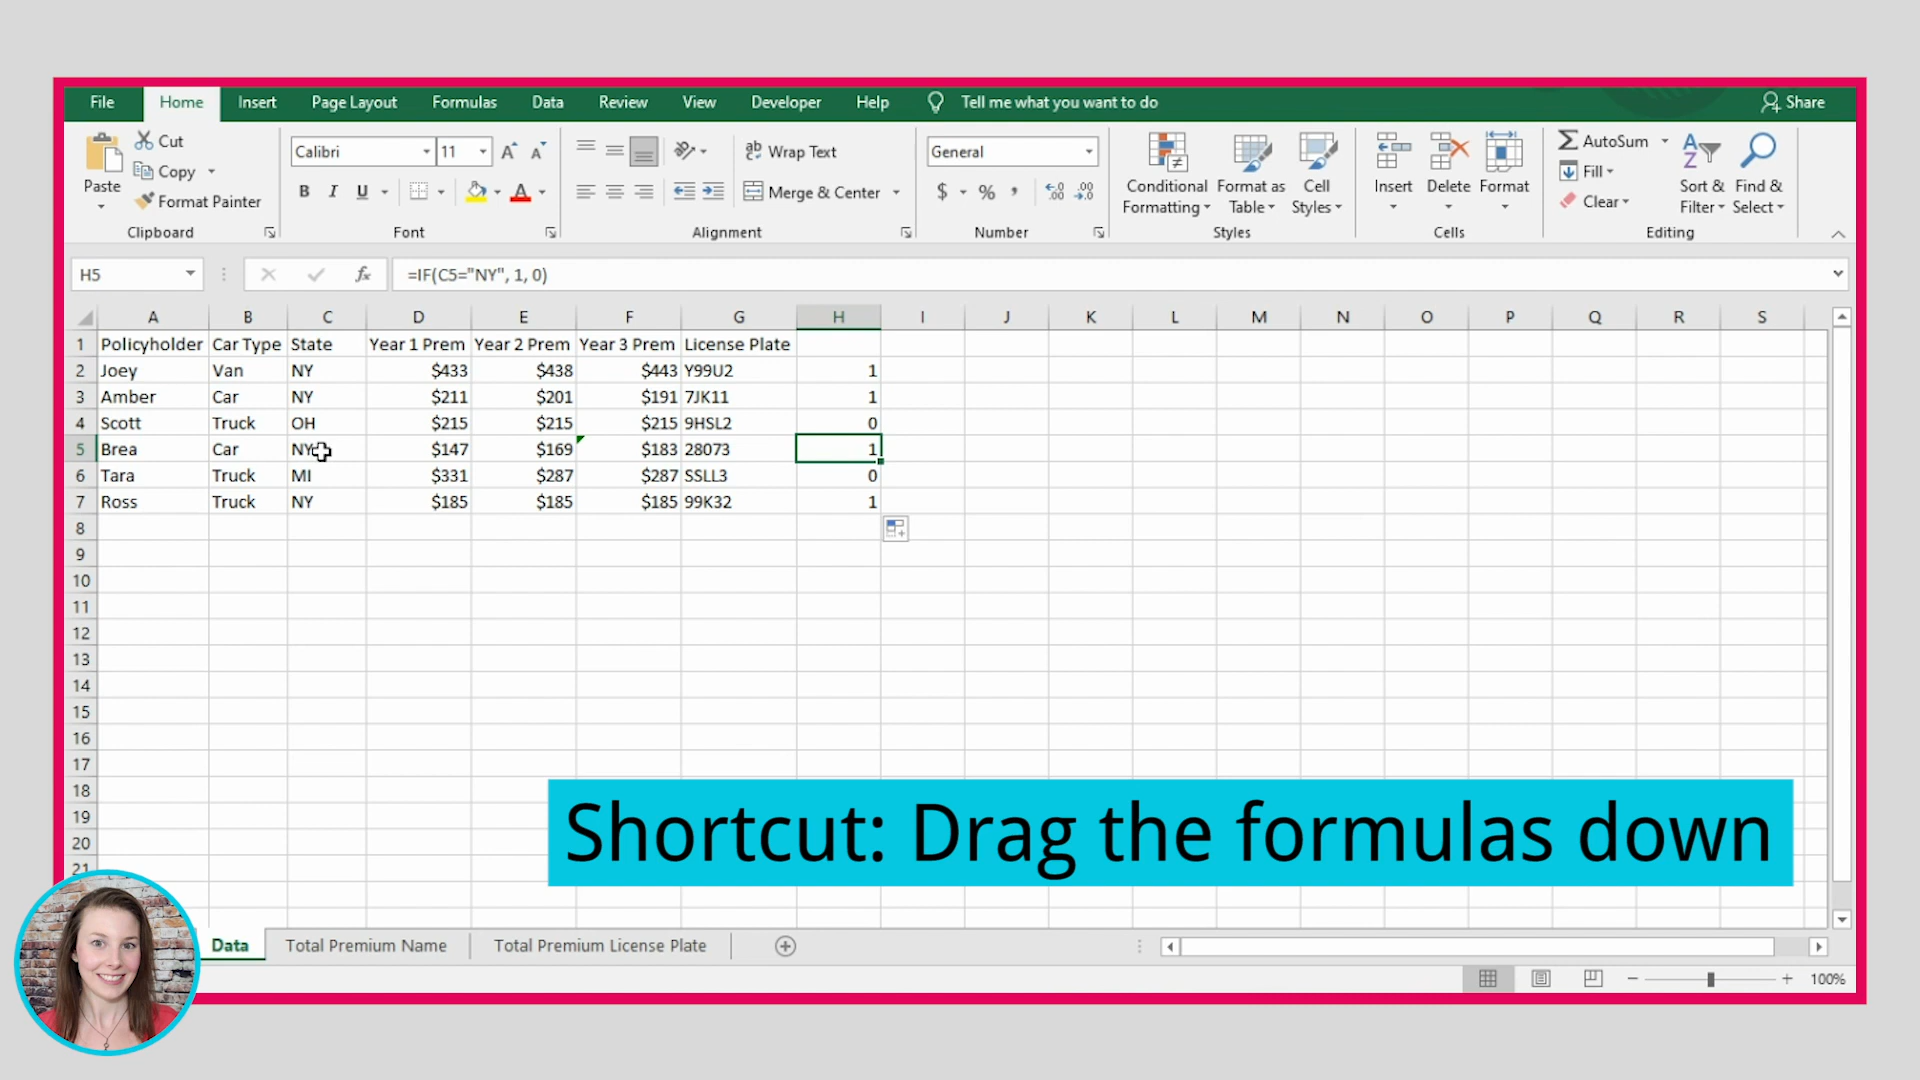 File Home Insert Page Layout Formulas Data Review View Developer Help Tell me what you want to do Share
Paste
Cut
Copy
Format Painter
Clipboard
Calibri 11
B I U
Font
Wrap Text
Merge & Center
Alignment
General
$ % ,
Number
Conditional Formatting
Format as Table
Cell Styles
Styles
Insert Delete Format
Cells
AutoSum
Fill
Clear
Sort & Filter
Find & Select
Editing
H5 fx =IF(C5="NY", 1, 0)
A B C D E F G H I J K L M N O P Q R S
1 Policyholder Car Type State Year 1 Prem Year 2 Prem Year 3 Prem License Plate
2 Joey Van NY $433 $438 $443 Y99U2 1
3 Amber Car NY $211 $201 $191 7JK11 1
4 Scott Truck OH $215 $215 $215 9HSL2 0
5 Brea Car NY $147 $169 $183 28073 1
6 Tara Truck MI $331 $287 $287 SSLL3 0
7 Ross Truck NY $185 $185 $185 99K32 1
8
9
10
11
12
13
14
15
16
17
18
19
20
21
Shortcut: Drag the formulas down
Data Total Premium Name Total Premium License Plate
100%